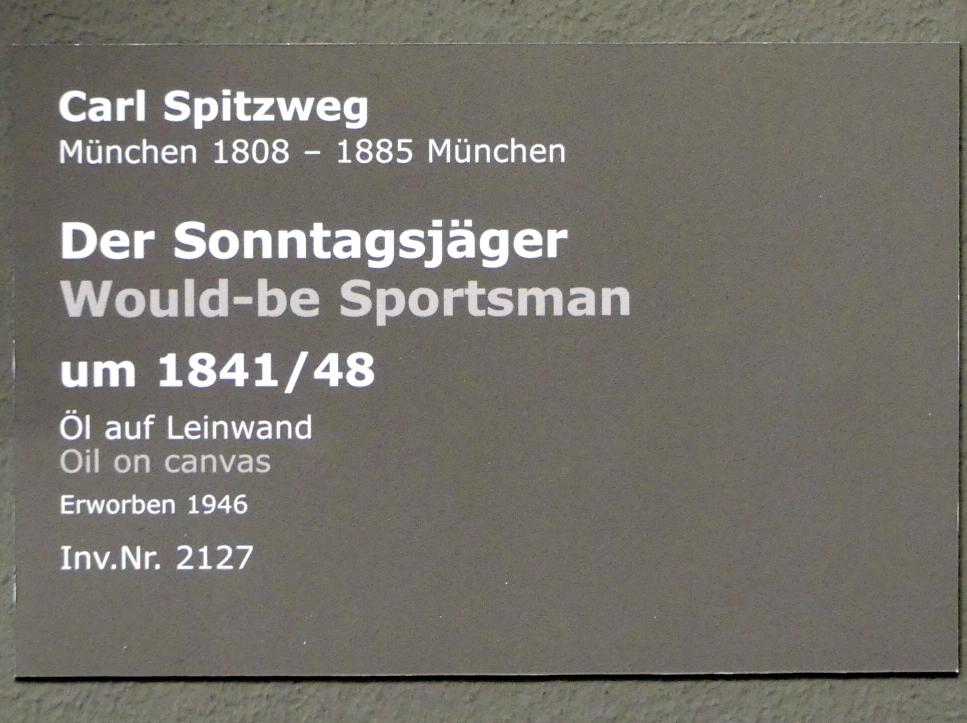 Carl Spitzweg
München 1808 – 1885 München
Der Sonntagsjäger
Would-be Sportsman
um 1841/48
Öl auf Leinwand
Oil on canvas
Erworben 1946
Inv.Nr. 2127